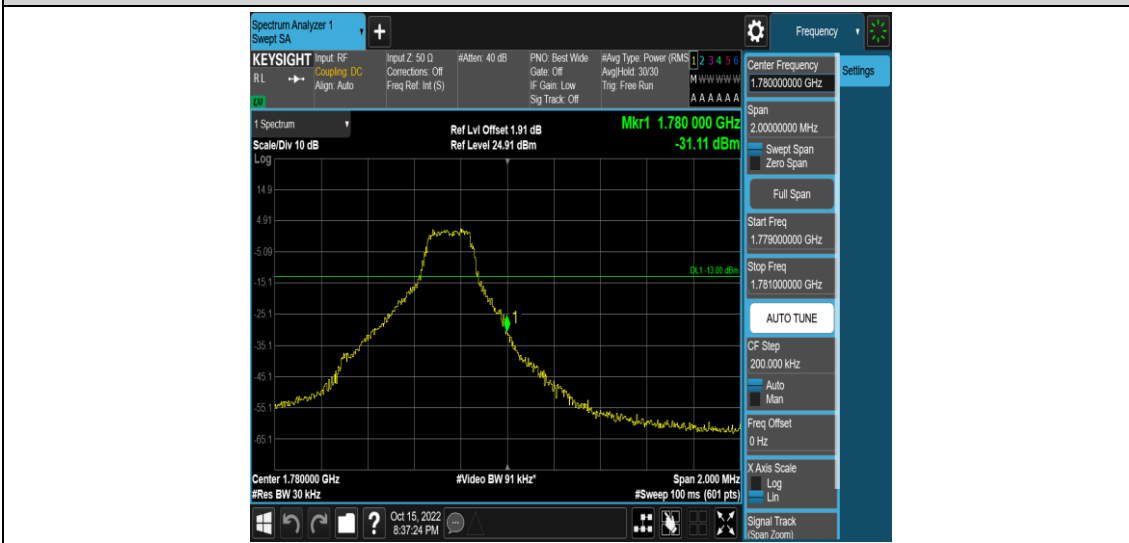 Spectrum Analyzer 1
Swept SA
+
Frequency
KEYSIGHT
RL
LV
Input: RF
Coupling: DC
Align: Auto
Input Z: 50 Ω
Corrections: Off
Freq Ref: Int (S)
#Atten: 40 dB
PNO: Best Wide
Gate: Off
IF Gain: Low
Sig Track: Off
#Avg Type: Power (RMS
Avg|Hold: 30/30
Trig: Free Run
1 2 3 4 5 6
M W W W W W
A A A A A A
1 Spectrum
Scale/Div 10 dB
Log
Ref Lvl Offset 1.91 dB
Ref Level 24.91 dBm
Mkr1 1.780 000 GHz
-31.11 dBm
14.9
4.91
-5.09
DL1 -13.00 dBm
-15.1
-25.1
1
-35.1
-45.1
-55.1
-65.1
Center 1.780000 GHz
#Video BW 91 kHz*
Span 2.000 MHz
#Res BW 30 kHz
#Sweep 100 ms (601 pts)
?
Oct 15, 2022
8:37:24 PM
Center Frequency
1.780000000 GHz
Settings
Span
2.00000000 MHz
Swept Span
Zero Span
Full Span
Start Freq
1.779000000 GHz
Stop Freq
1.781000000 GHz
AUTO TUNE
CF Step
200.000 kHz
Auto
Man
Freq Offset
0 Hz
X Axis Scale
Log
Lin
Signal Track
(Span Zoom)